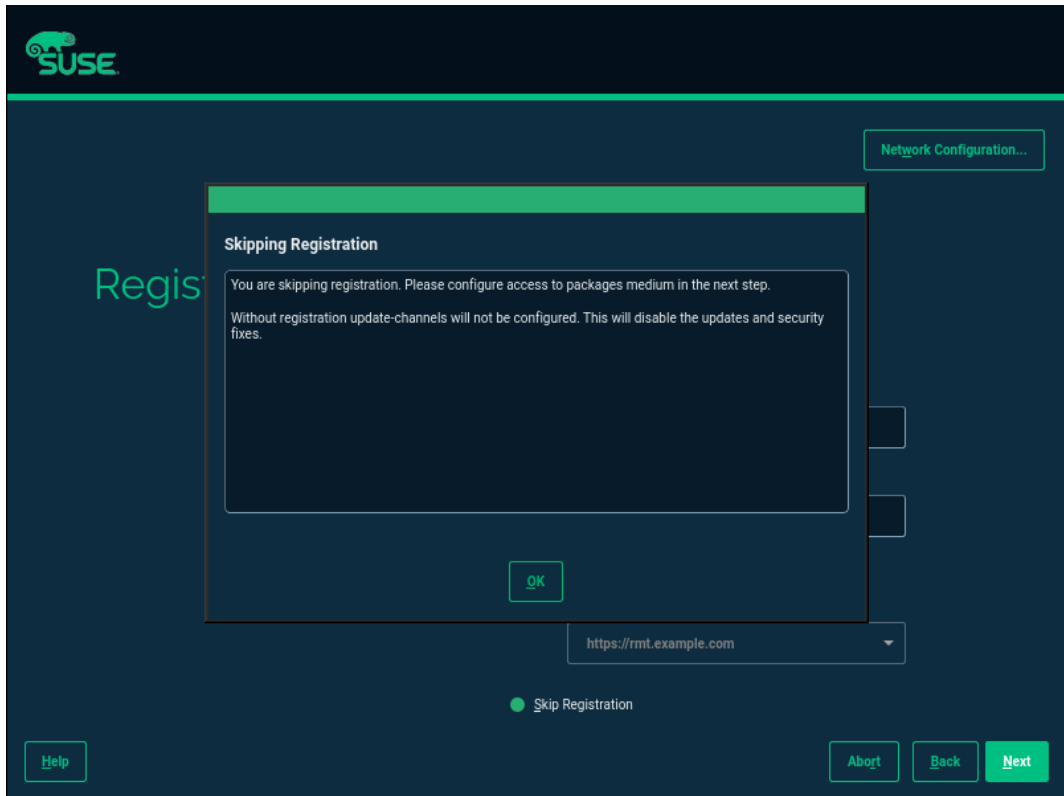 SUSE
Network Configuration...
Regis
Skipping Registration
You are skipping registration. Please configure access to packages medium in the next step.
Without registration update-channels will not be configured. This will disable the updates and security
fixes.
OK
https://rmt.example.com
Skip Registration
Help
Abort
Back
Next